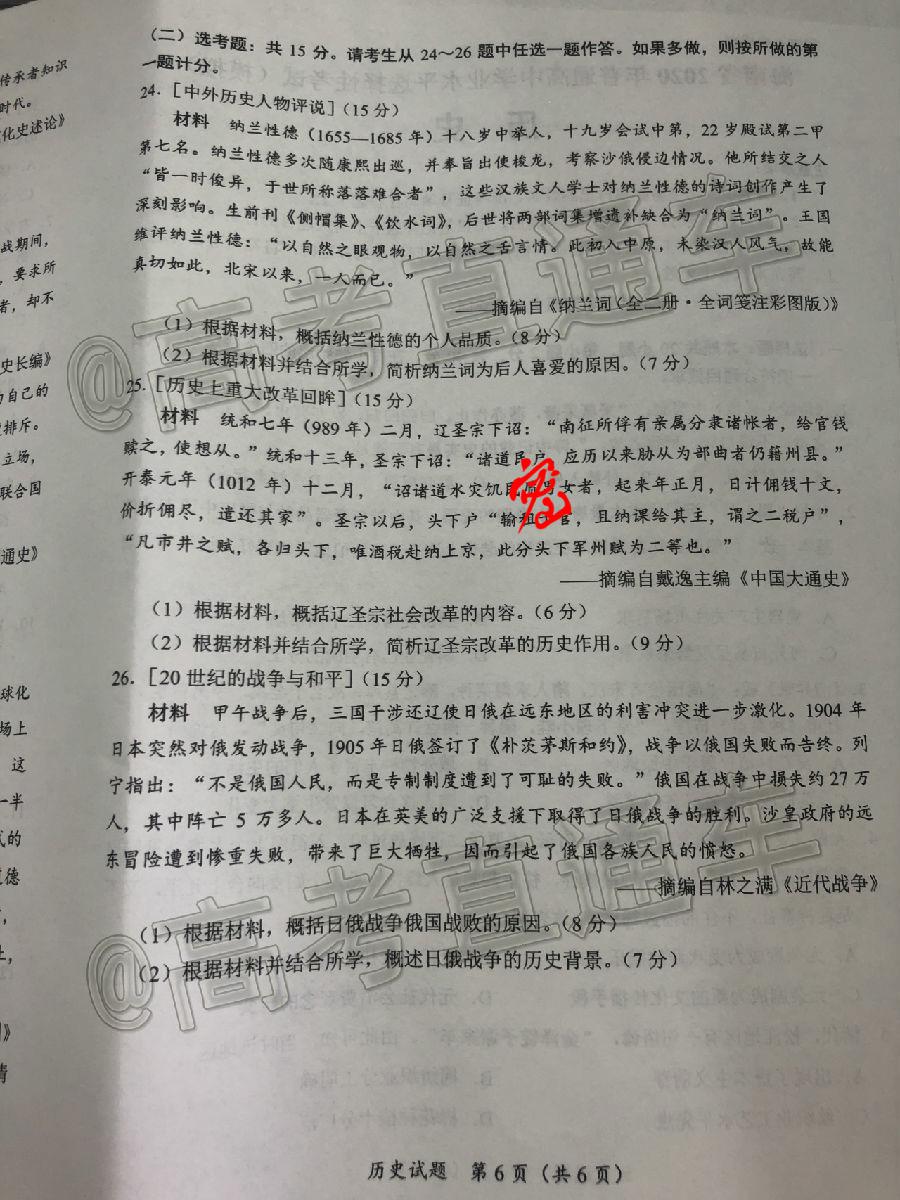 （二）选考题：共 15 分。请考生从 24～26 题中任选一题作答。如果多做，则按所做的第
一题计分。
24.［中外历史人物评说］（15 分）
材料　纳兰性德（1655—1685 年）十八岁中举人，十九岁会试中第，22 岁殿试第二甲
第七名。纳兰性德多次随康熙出巡，并奉旨出使梭龙，考察沙俄侵边情况。他所结交之人
“皆一时俊异，于世所称落落难合者”，这些汉族文人学士对纳兰性德的诗词创作产生了
深刻影响。生前刊《侧帽集》、《饮水词》，后世将两部词集增遗补缺合为“纳兰词”。王国
维评纳兰性德：“以自然之眼观物，以自然之舌言情。此初入中原，未染汉人风气，故能
真切如此，北宋以来，一人而已。”
——摘编自《纳兰词（全二册·全词笺注彩图版）》
（1）根据材料，概括纳兰性德的个人品质。（8 分）
（2）根据材料并结合所学，简析纳兰词为后人喜爱的原因。（7 分）
25.［历史上重大改革回眸］（15 分）
材料　统和七年（989 年）二月，辽圣宗下诏：“南征所俘有亲属分隶诸帐者，给官钱
赎之，使想从。”统和十三年，圣宗下诏：“诸道民户，应历以来胁从为部曲者仍籍州县。”
开泰元年（1012 年）十二月，“诏诸道水灾饥民 男女者，起来年正月，日计佣钱十文，
价折佣尽，遣还其家”。圣宗以后，头下户“输租于官，且纳课给其主，谓之二税户”，
“凡市井之赋，各归头下，唯酒税赴纳上京，此分头下军州赋为二等也。”
——摘编自戴逸主编《中国大通史》
（1）根据材料，概括辽圣宗社会改革的内容。（6 分）
（2）根据材料并结合所学，简析辽圣宗改革的历史作用。（9 分）
26.［20 世纪的战争与和平］（15 分）
材料　甲午战争后，三国干涉还辽使日俄在远东地区的利害冲突进一步激化。1904 年
日本突然对俄发动战争，1905 年日俄签订了《朴茨茅斯和约》，战争以俄国失败而告终。列
宁指出：“不是俄国人民，而是专制制度遭到了可耻的失败。”俄国在战争中损失约 27 万
人，其中阵亡 5 万多人。日本在英美的广泛支援下取得了日俄战争的胜利。沙皇政府的远
东冒险遭到惨重失败，带来了巨大牺牲，因而引起了俄国各族人民的愤怒。
——摘编自林之满《近代战争》
（1）根据材料，概括日俄战争俄国战败的原因。（8 分）
（2）根据材料并结合所学，概述日俄战争的历史背景。（7 分）
历史试题　第 6 页（共 6 页）
@高考直通车
@高考直通车
传承者知识
时代。
化史述论》
战期间，
，要求所
者，却不
史长编》
自己的
排斥。
立场，
联合国
通史》
球化
场上
这
一半
式的
道德